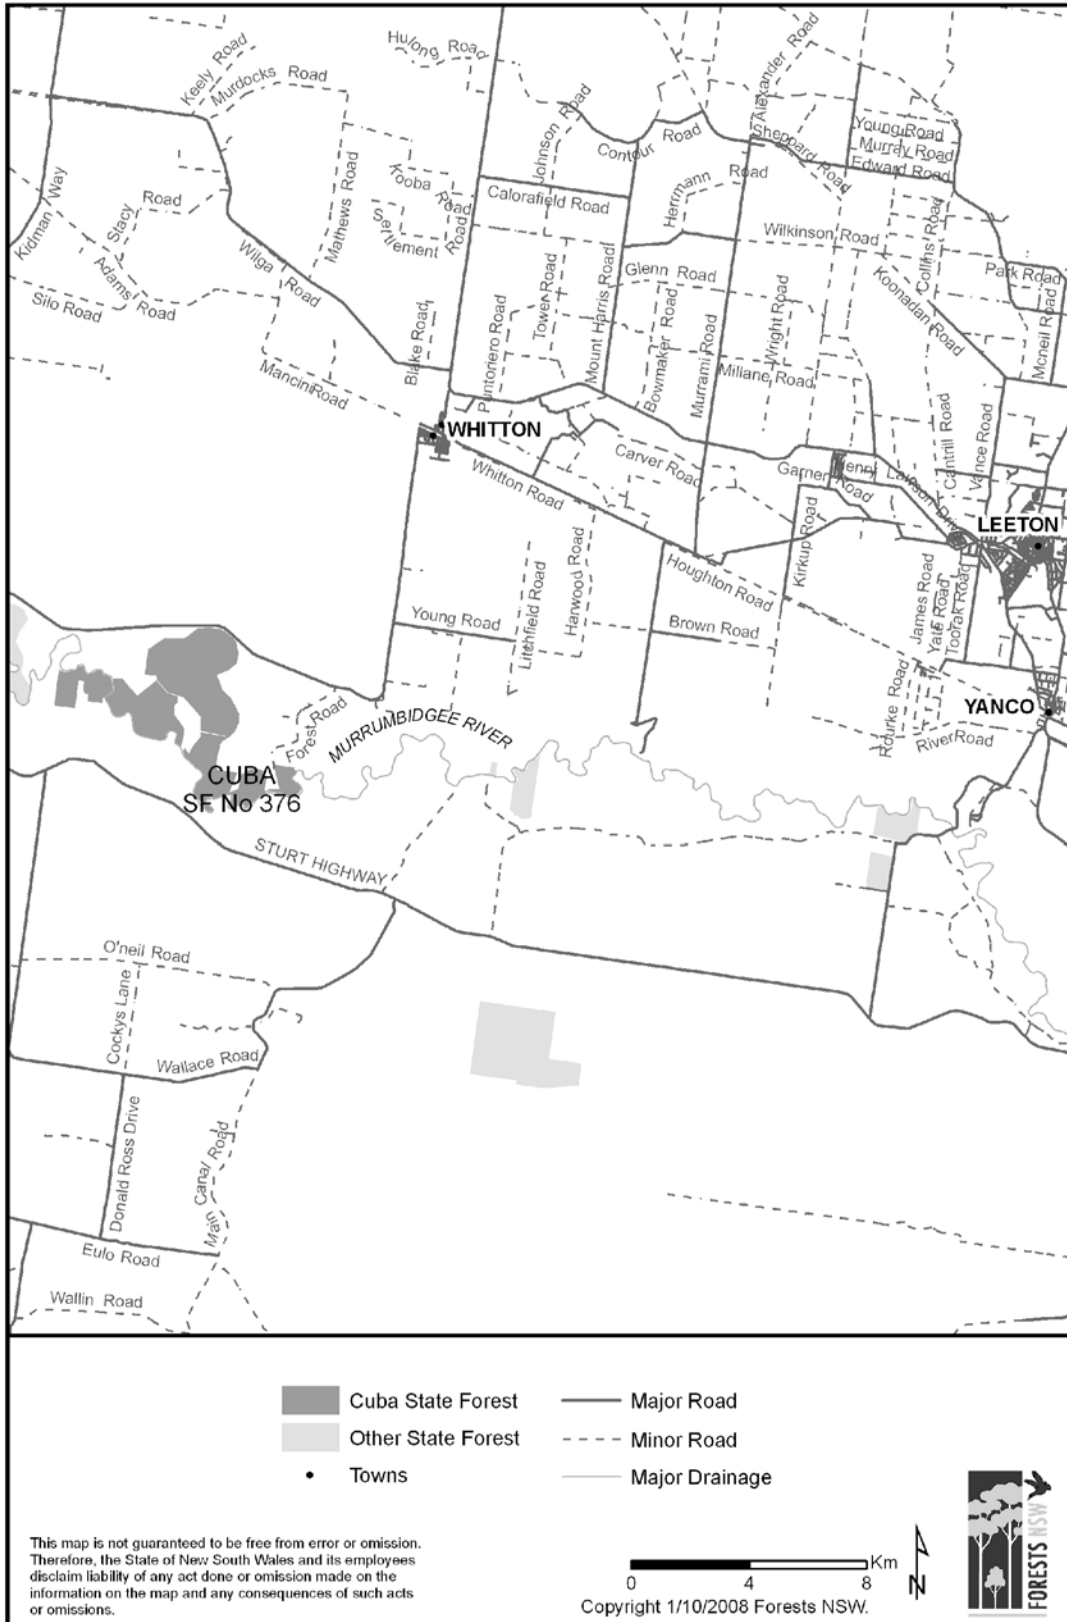 Hulong Road
Alexander Road
Keely Road
Murdocks Road
Johnson Road
Contour Road
Sheppard Road
Young Road
Murray Road
Edward Road
Kidman Way
Stacy Road
Mathews Road
Kooba Road
Settlement Road
Calorafield Road
Herrmann Road
Wilkinson Road
Collins Road
Adams Road
Silo Road
Wilga Road
Glenn Road
Koonadan Road
Park Road
Mcneil Road
Blake Road
Puntoriero Road
Tower Road
Mount Harris Road
Bowmaker Road
Murrami Road
Wright Road
Millane Road
Mancini Road
WHITTON
Whitton Road
Carver Road
Garner Road
Henry Lawson Drive
Cantrill Road
Vance Road
LEETON
Kirkup Road
Houghton Road
Harwood Road
Litchfield Road
Young Road
Brown Road
James Road
Yate Road
Toorak Road
Rourke Road
River Road
YANCO
Forest Road
MURRUMBIDGEE RIVER
CUBA
SF No 376
STURT HIGHWAY
O'neil Road
Cockys Lane
Wallace Road
Donald Ross Drive
Main Canal Road
Eulo Road
Wallin Road
Cuba State Forest
Other State Forest
Towns
Major Road
Minor Road
Major Drainage
This map is not guaranteed to be free from error or omission.
Therefore, the State of New South Wales and its employees
disclaim liability of any act done or omission made on the
information on the map and any consequences of such acts
or omissions.
0 4 8 Km
N
Copyright 1/10/2008 Forests NSW.
FORESTS NSW